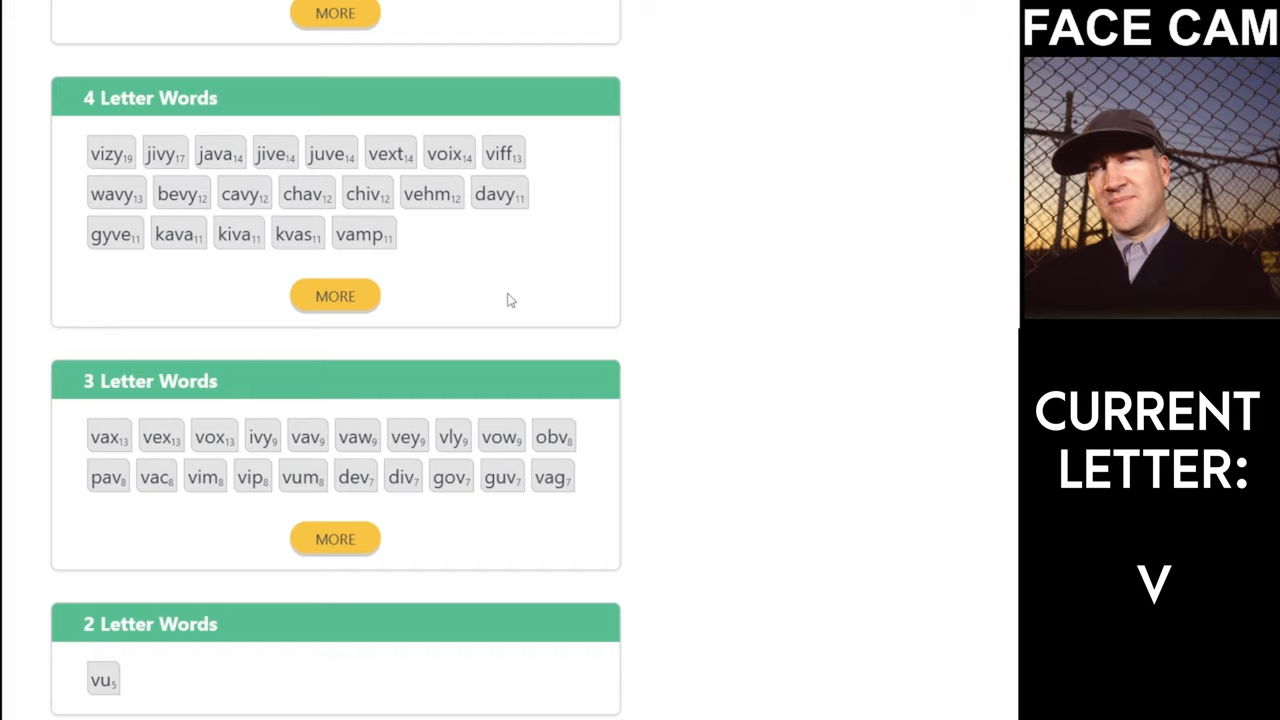 MORE
4 Letter Words
vizy19 jivy17 java14 jive14 juve14 vext14 voix14 viff13
wavy13 bevy12 cavy12 chav12 chiv12 vehm12 davy11
gyve11 kava11 kiva11 kvas11 vamp11
MORE
3 Letter Words
vax13 vex13 vox13 ivy9 vav9 vaw9 vey9 vly9 vow9 obv8
pav8 vac8 vim8 vip8 vum8 dev7 div7 gov7 guv7 vag7
MORE
2 Letter Words
vu5
FACE CAM
CURRENT
LETTER:
V